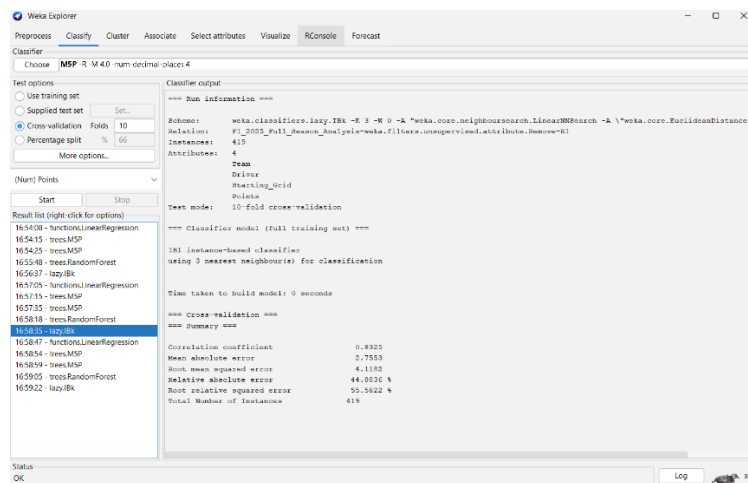 Weka Explorer
Preprocess Classify Cluster Associate Select attributes Visualize RConsole Forecast
Classifier
Choose M5P -R -M 4.0 -num-decimal-places 4
Test options
Use training set
Supplied test set Set...
Cross-validation Folds 10
Percentage split % 66
More options...
(Num) Points
Start Stop
Result list (right-click for options)
16:54:08 - functions.LinearRegression
16:54:15 - trees.M5P
16:54:25 - trees.M5P
16:55:48 - trees.RandomForest
16:56:37 - lazy.IBk
16:57:05 - functions.LinearRegression
16:57:15 - trees.M5P
16:57:35 - trees.M5P
16:58:18 - trees.RandomForest
16:58:35 - lazy.IBk
16:58:47 - functions.LinearRegression
16:58:54 - trees.M5P
16:58:59 - trees.M5P
16:59:05 - trees.RandomForest
16:59:22 - lazy.IBk
Classifier output
=== Run information ===
Scheme: weka.classifiers.lazy.IBk -K 3 -W 0 -A "weka.core.neighboursearch.LinearNNSearch -A \"weka.core.EuclideanDistance
Relation: F1_2025_Full_Season_Analysis-weka.filters.unsupervised.attribute.Remove-R1
Instances: 419
Attributes: 4
Team
Driver
Starting_Grid
Points
Test mode: 10-fold cross-validation
=== Classifier model (full training set) ===
IB1 instance-based classifier
using 3 nearest neighbour(s) for classification
Time taken to build model: 0 seconds
=== Cross-validation ===
=== Summary ===
Correlation coefficient 0.8325
Mean absolute error 2.7553
Root mean squared error 4.1182
Relative absolute error 44.8836 %
Root relative squared error 55.5622 %
Total Number of Instances 419
Status
OK
Log
x